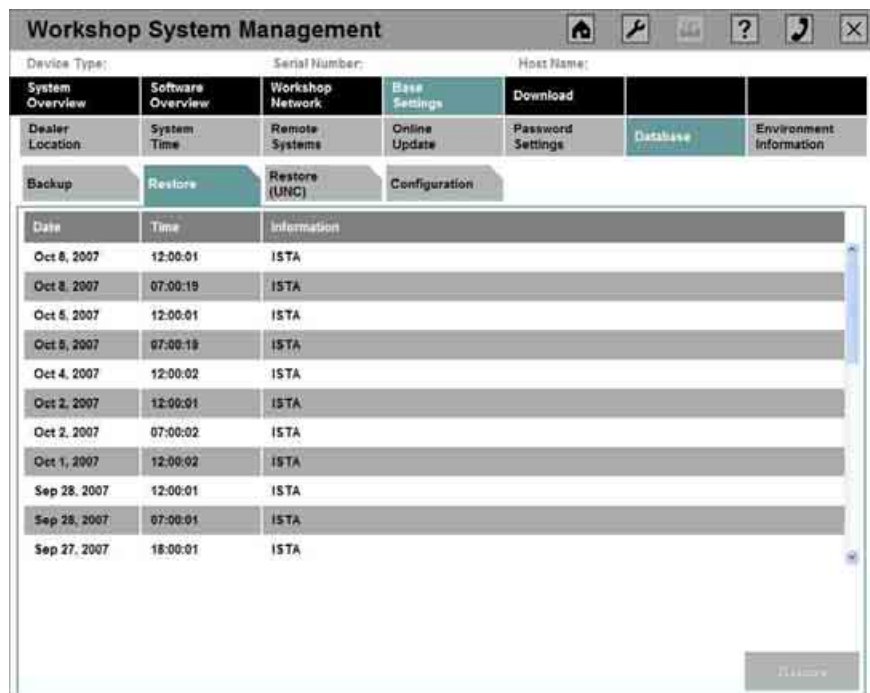 Workshop System Management
?
Device Type: Serial Number: Host Name:
System Overview Software Overview Workshop Network Base Settings Download
Dealer Location System Time Remote Systems Online Update Password Settings Database Environment Information
Backup Restore Restore (UNC) Configuration
Date Time Information
Oct 8, 2007 12:00:01 ISTA
Oct 8, 2007 07:00:19 ISTA
Oct 5, 2007 12:00:01 ISTA
Oct 5, 2007 07:00:18 ISTA
Oct 4, 2007 12:00:02 ISTA
Oct 2, 2007 12:00:01 ISTA
Oct 2, 2007 07:00:02 ISTA
Oct 1, 2007 12:00:02 ISTA
Sep 28, 2007 12:00:01 ISTA
Sep 28, 2007 07:00:01 ISTA
Sep 27, 2007 18:00:01 ISTA